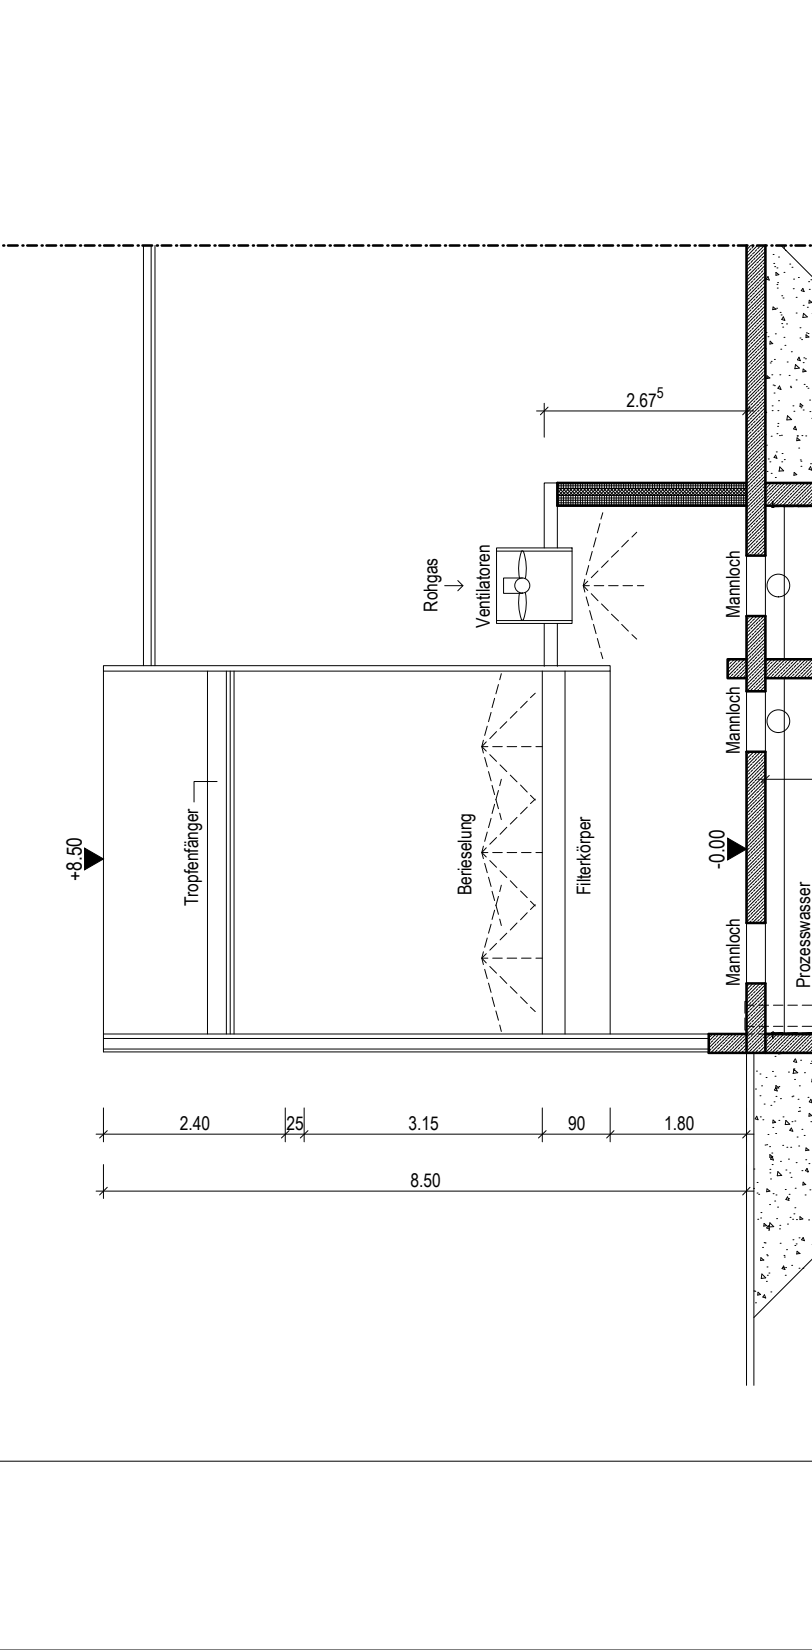 2.67⁵
Rohgas
Ventilatoren
Mannloch
Mannloch
+8.50
Tropfenfänger
Berieselung
Filterkörper
-0.00
Mannloch
Prozesswasser
2.40
25
3.15
90
1.80
8.50